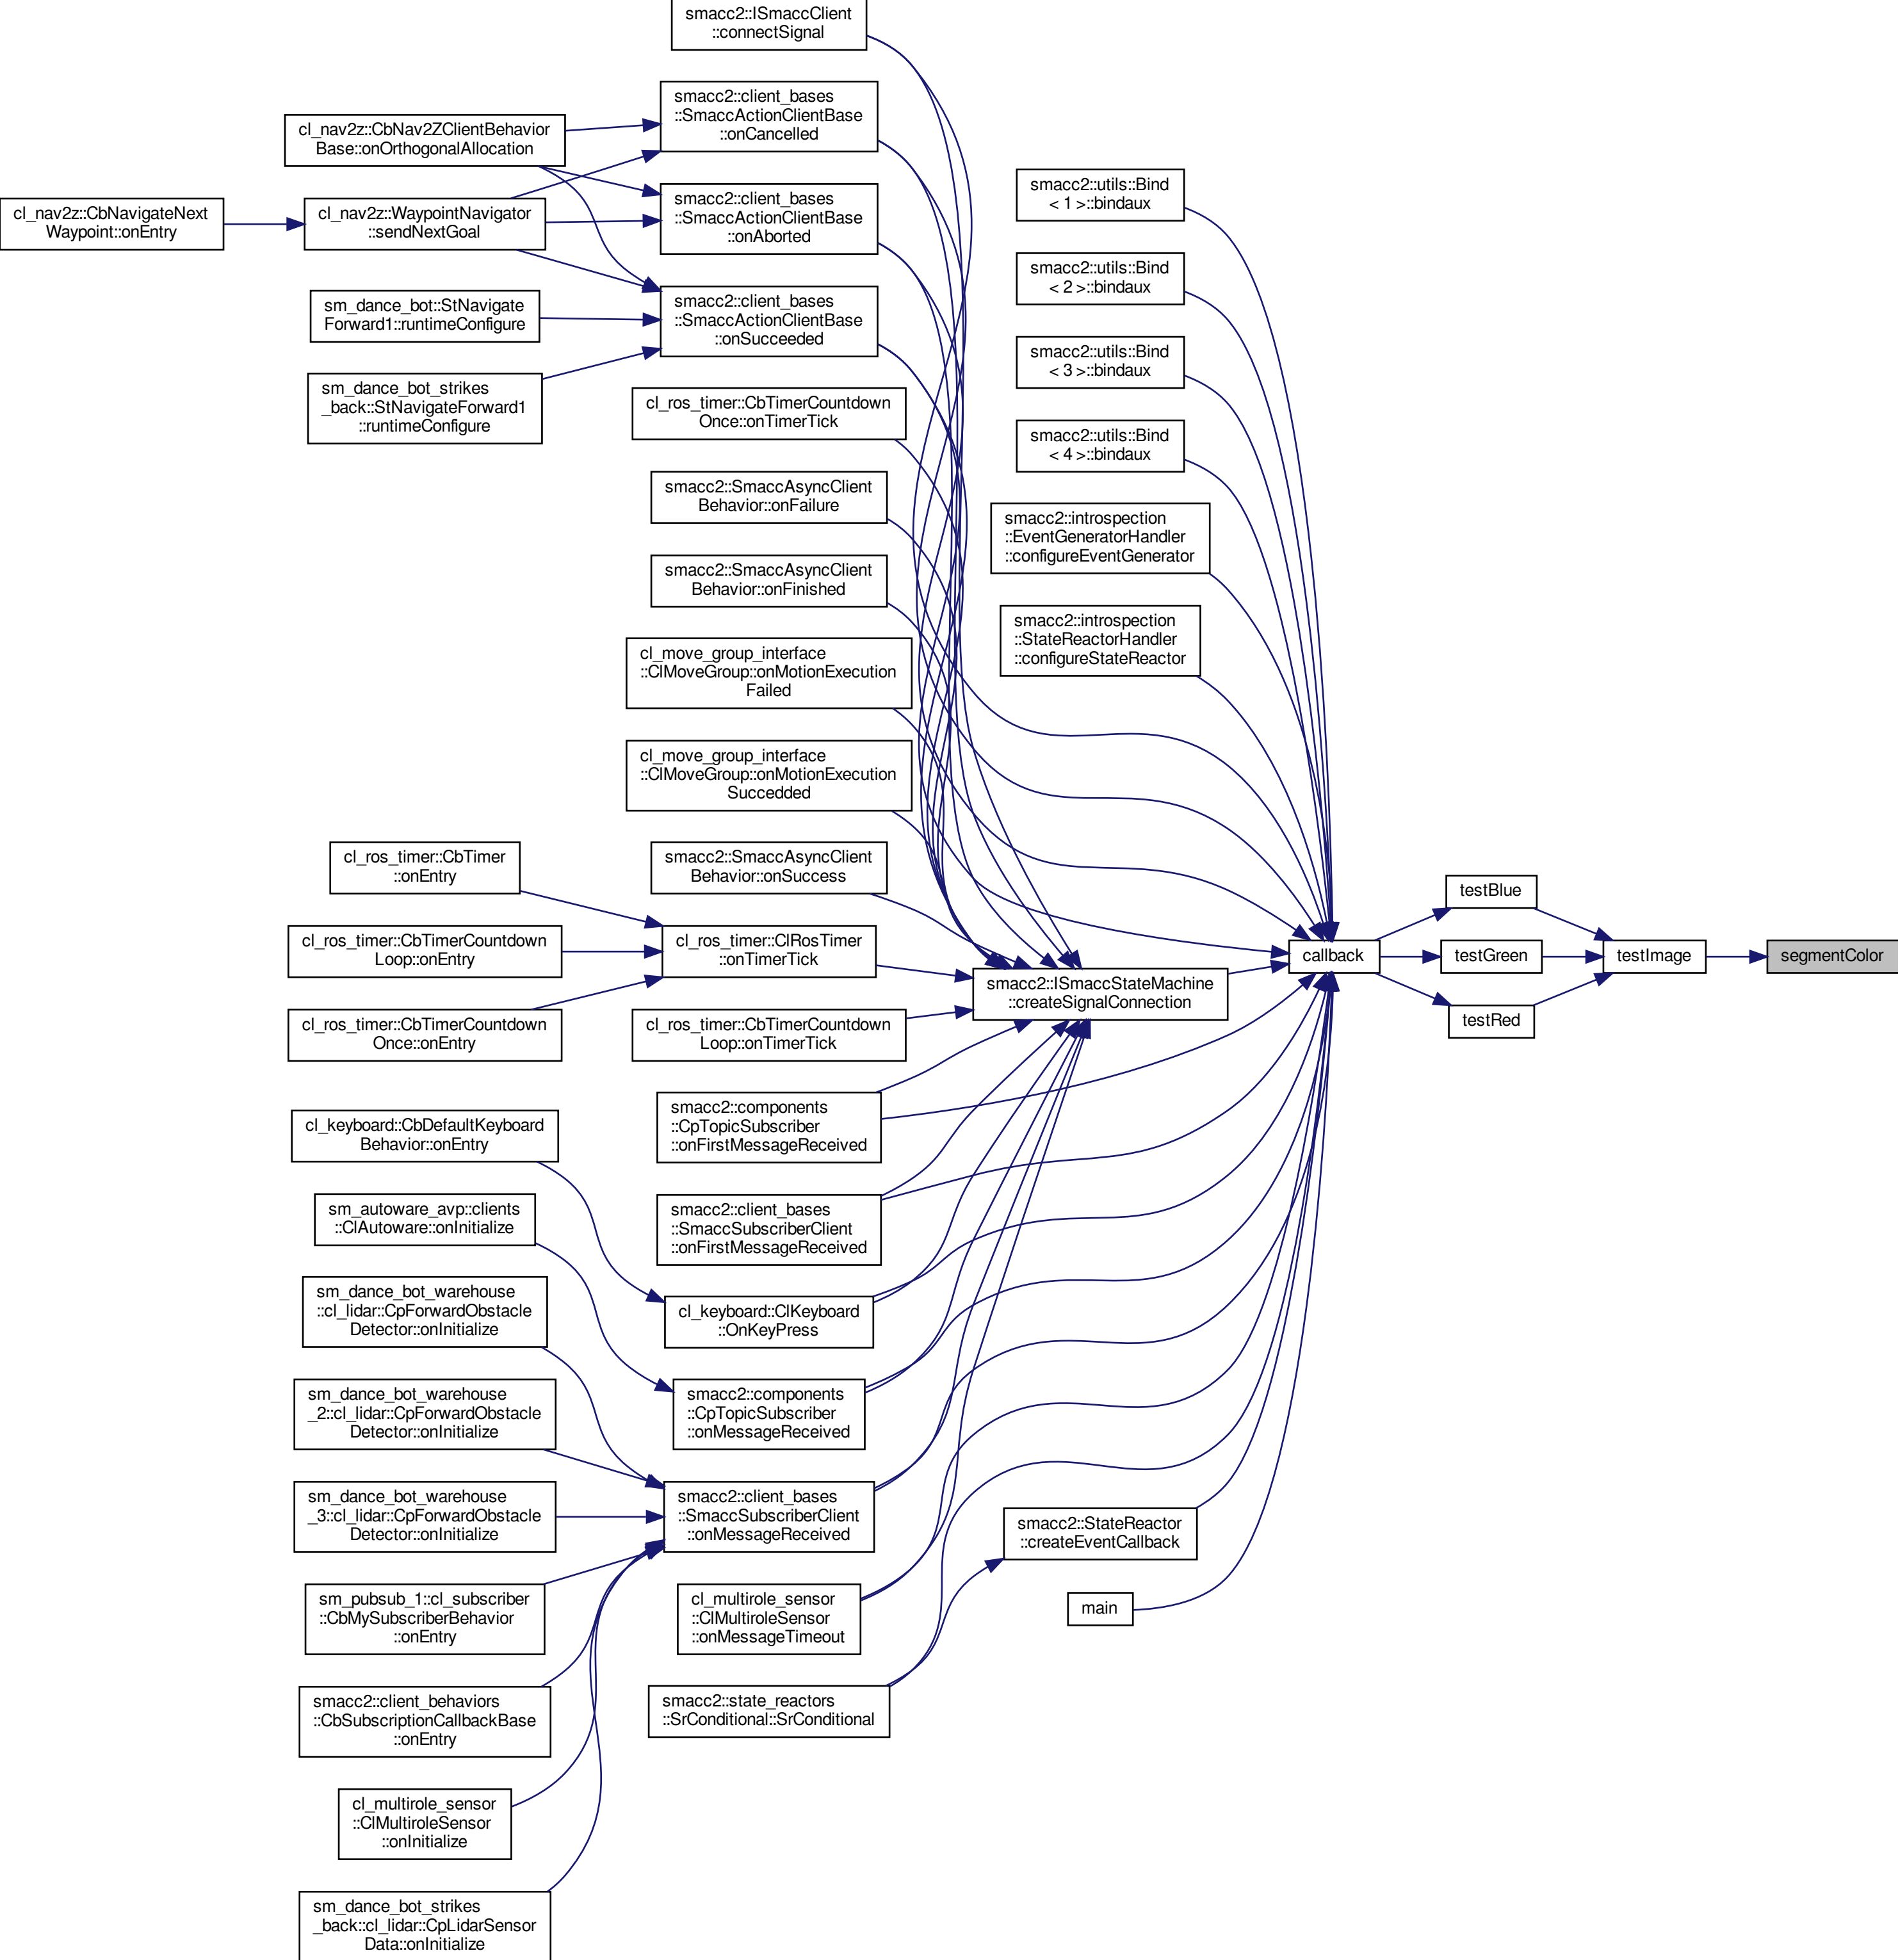 smacc2::ISmaccClient
::connectSignal
smacc2::client_bases
::SmaccActionClientBase
::onCancelled
cl_nav2z::CbNav2ZClientBehavior
Base::onOrthogonalAllocation
cl_nav2z::CbNavigateNext
Waypoint::onEntry
cl_nav2z::WaypointNavigator
::sendNextGoal
smacc2::client_bases
::SmaccActionClientBase
::onAborted
smacc2::client_bases
::SmaccActionClientBase
::onSucceeded
sm_dance_bot::StNavigate
Forward1::runtimeConfigure
sm_dance_bot_strikes
_back::StNavigateForward1
::runtimeConfigure
cl_ros_timer::CbTimerCountdown
Once::onTimerTick
smacc2::SmaccAsyncClient
Behavior::onFailure
smacc2::SmaccAsyncClient
Behavior::onFinished
cl_move_group_interface
::ClMoveGroup::onMotionExecution
Failed
cl_move_group_interface
::ClMoveGroup::onMotionExecution
Succedded
smacc2::SmaccAsyncClient
Behavior::onSuccess
cl_ros_timer::CbTimer
::onEntry
cl_ros_timer::CbTimerCountdown
Loop::onEntry
cl_ros_timer::CbTimerCountdown
Once::onEntry
cl_ros_timer::ClRosTimer
::onTimerTick
cl_ros_timer::CbTimerCountdown
Loop::onTimerTick
smacc2::components
::CpTopicSubscriber
::onFirstMessageReceived
smacc2::client_bases
::SmaccSubscriberClient
::onFirstMessageReceived
cl_keyboard::CbDefaultKeyboard
Behavior::onEntry
cl_keyboard::ClKeyboard
::OnKeyPress
sm_autoware_avp::clients
::ClAutoware::onInitialize
smacc2::components
::CpTopicSubscriber
::onMessageReceived
sm_dance_bot_warehouse
::cl_lidar::CpForwardObstacle
Detector::onInitialize
sm_dance_bot_warehouse
_2::cl_lidar::CpForwardObstacle
Detector::onInitialize
sm_dance_bot_warehouse
_3::cl_lidar::CpForwardObstacle
Detector::onInitialize
smacc2::client_bases
::SmaccSubscriberClient
::onMessageReceived
sm_pubsub_1::cl_subscriber
::CbMySubscriberBehavior
::onEntry
smacc2::client_behaviors
::CbSubscriptionCallbackBase
::onEntry
cl_multirole_sensor
::ClMultiroleSensor
::onInitialize
sm_dance_bot_strikes
_back::cl_lidar::CpLidarSensor
Data::onInitialize
cl_multirole_sensor
::ClMultiroleSensor
::onMessageTimeout
smacc2::state_reactors
::SrConditional::SrConditional
smacc2::utils::Bind
< 1 >::bindaux
smacc2::utils::Bind
< 2 >::bindaux
smacc2::utils::Bind
< 3 >::bindaux
smacc2::utils::Bind
< 4 >::bindaux
smacc2::introspection
::EventGeneratorHandler
::configureEventGenerator
smacc2::introspection
::StateReactorHandler
::configureStateReactor
smacc2::ISmaccStateMachine
::createSignalConnection
smacc2::StateReactor
::createEventCallback
main
callback
testBlue
testGreen
testRed
testImage
segmentColor